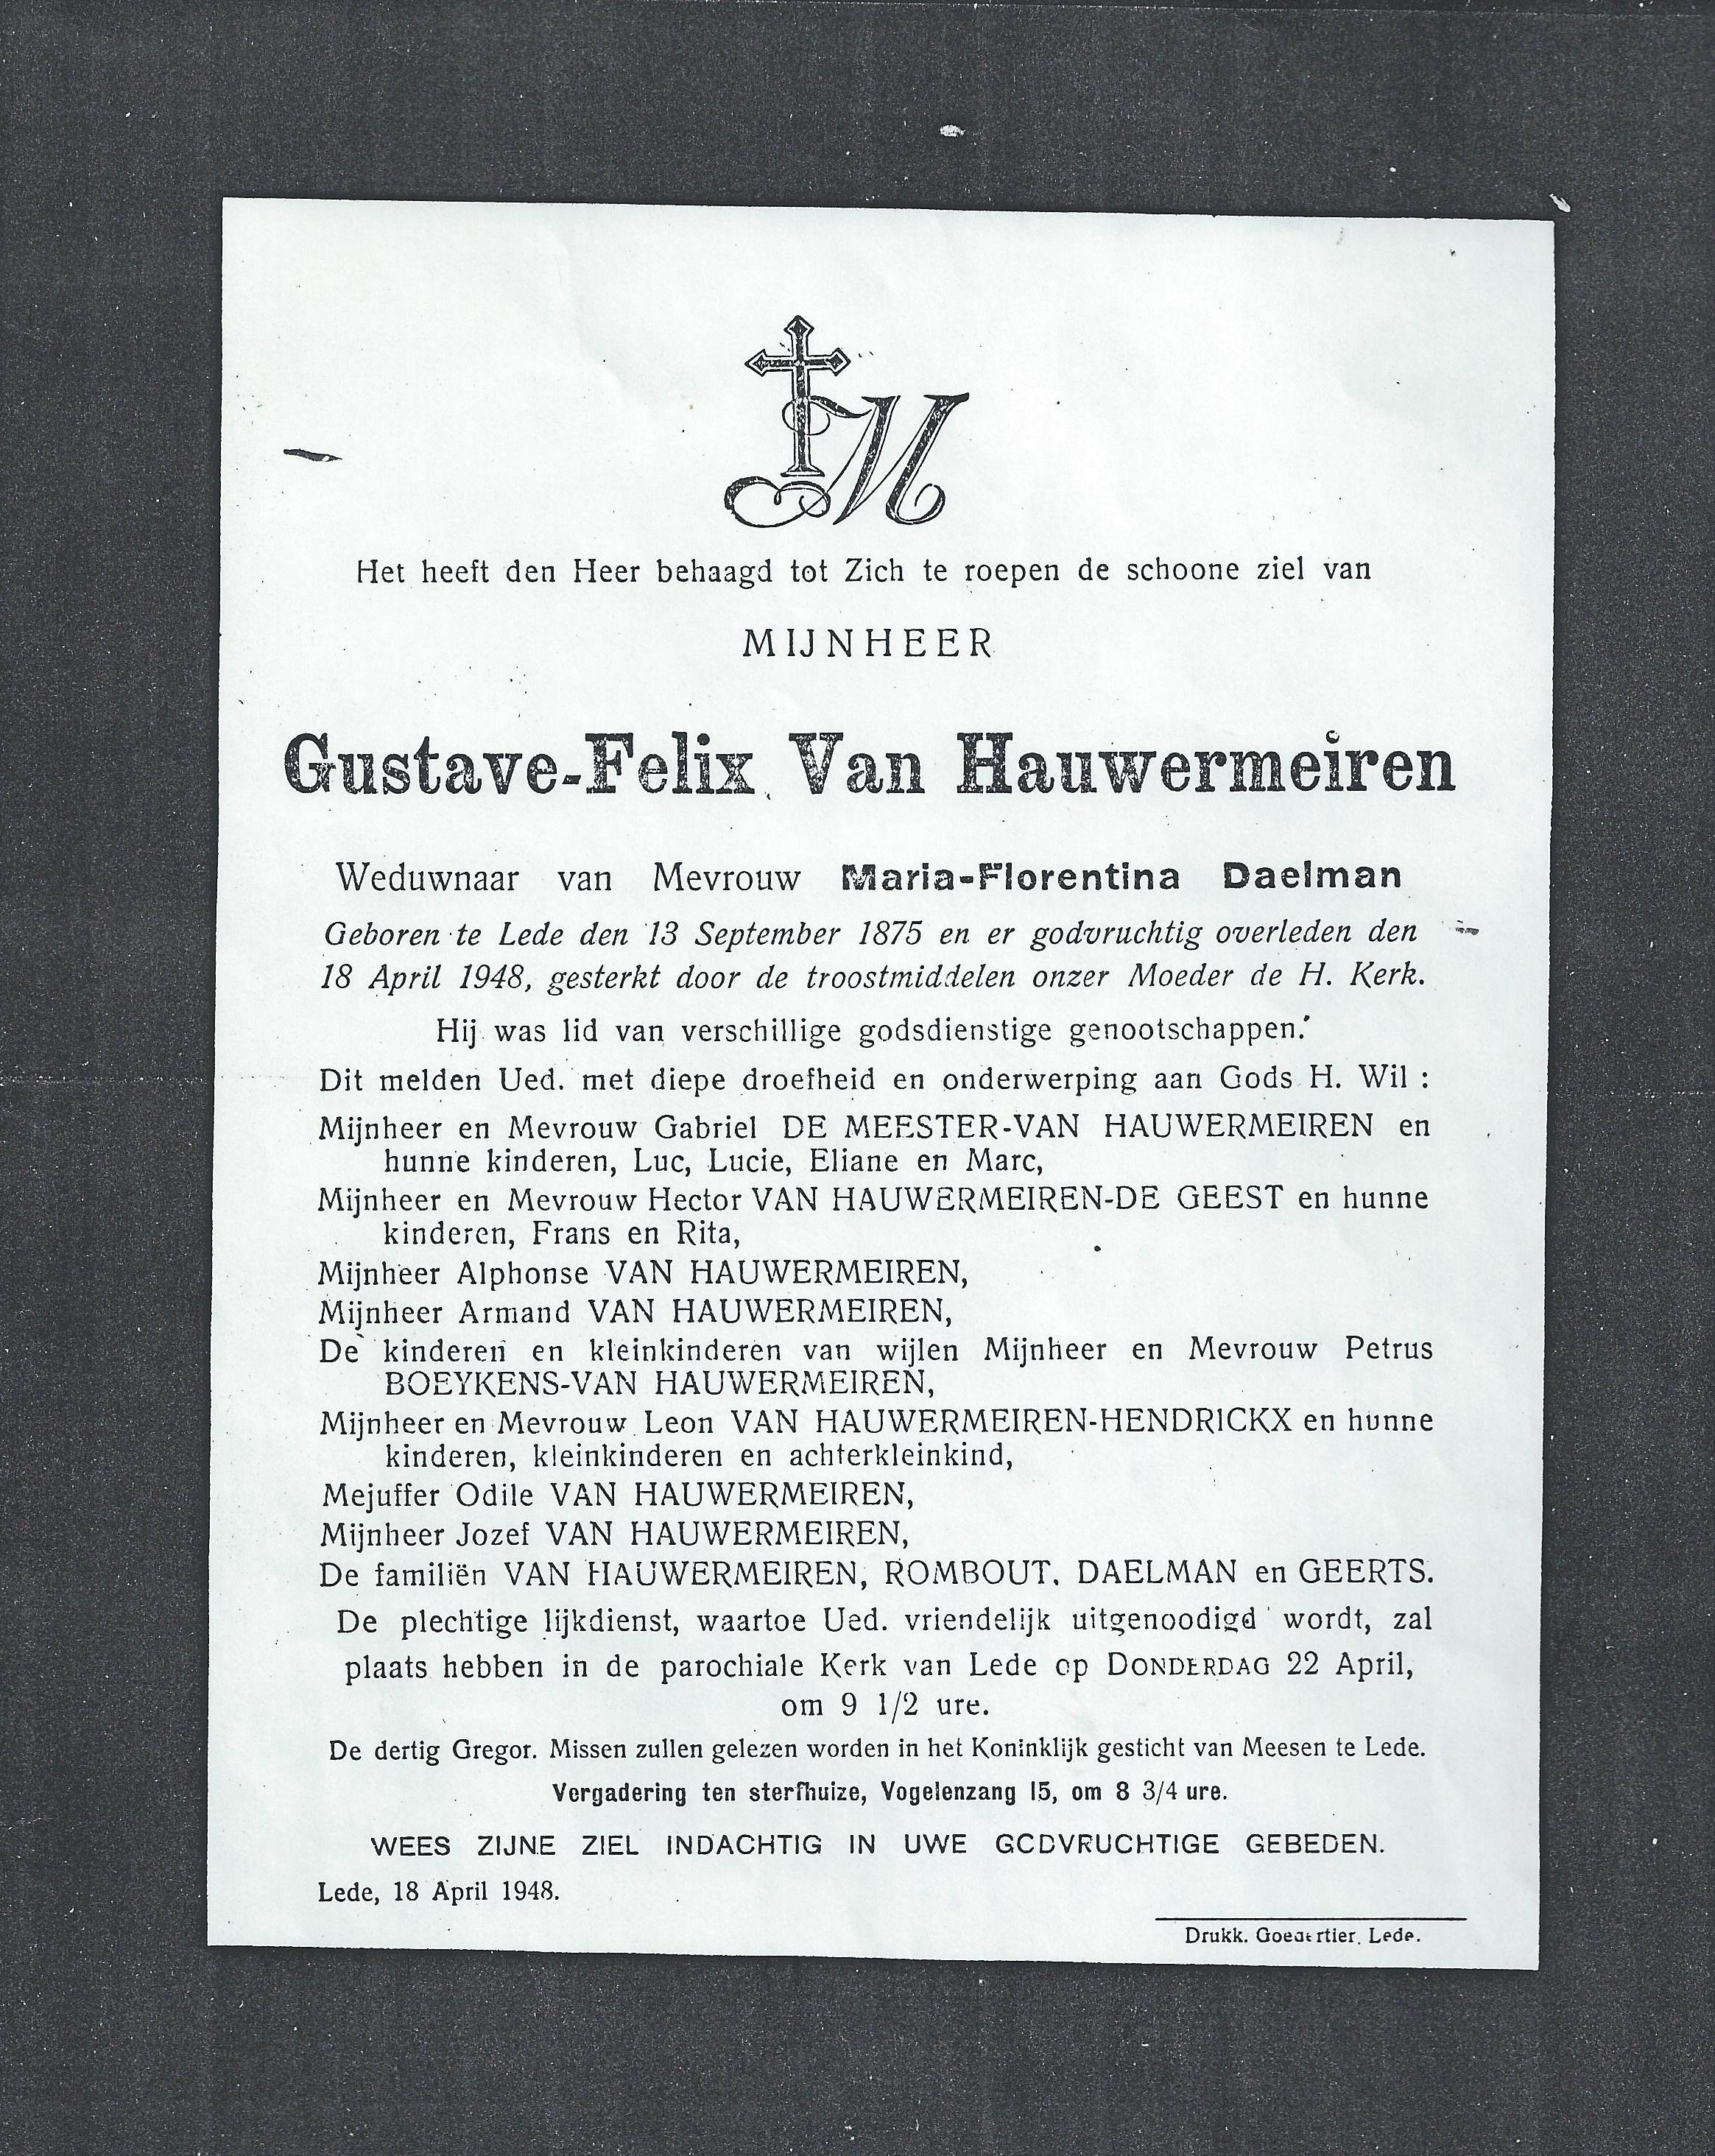 M
Het heeft den Heer behaagd tot Zich te roepen de schoone ziel van
MIJNHEER
Gustave-Felix Van Hauwermeiren
Weduwnaar van Mevrouw Maria-Florentina Daelman
Geboren te Lede den 13 September 1875 en er godvruchtig overleden den
18 April 1948, gesterkt door de troostmiddelen onzer Moeder de H. Kerk.
Hij was lid van verschillige godsdienstige genootschappen.
Dit melden Ued. met diepe droefheid en onderwerping aan Gods H. Wil :
Mijnheer en Mevrouw Gabriel DE MEESTER-VAN HAUWERMEIREN en
hunne kinderen, Luc, Lucie, Eliane en Marc,
Mijnheer en Mevrouw Hector VAN HAUWERMEIREN-DE GEEST en hunne
kinderen, Frans en Rita,
Mijnheer Alphonse VAN HAUWERMEIREN,
Mijnheer Armand VAN HAUWERMEIREN,
De kinderen en kleinkinderen van wijlen Mijnheer en Mevrouw Petrus
BOEYKENS-VAN HAUWERMEIREN,
Mijnheer en Mevrouw Leon VAN HAUWERMEIREN-HENDRICKX en hunne
kinderen, kleinkinderen en achterkleinkind,
Mejuffer Odile VAN HAUWERMEIREN,
Mijnheer Jozef VAN HAUWERMEIREN,
De familiën VAN HAUWERMEIREN, ROMBOUT, DAELMAN en GEERTS.
De plechtige lijkdienst, waartoe Ued. vriendelijk uitgenoodigd wordt, zal
plaats hebben in de parochiale Kerk van Lede op DONDERDAG 22 April,
om 9 1/2 ure.
De dertig Gregor. Missen zullen gelezen worden in het Koninklijk gesticht van Meesen te Lede.
Vergadering ten sterfhuize, Vogelenzang 15, om 8 3/4 ure.
WEES ZIJNE ZIEL INDACHTIG IN UWE GODVRUCHTIGE GEBEDEN.
Lede, 18 April 1948.
Drukk. Goeaertier, Lede.